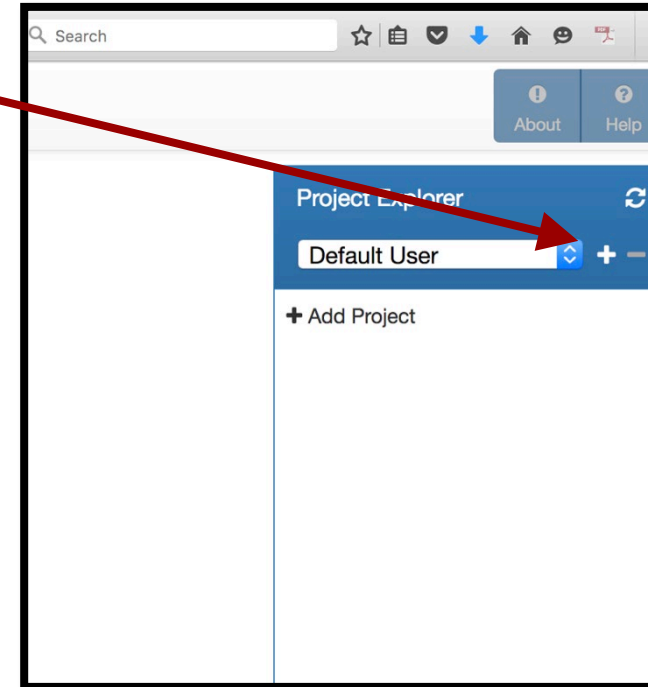 Search
About Help
Project Explorer
Default User
Add Project